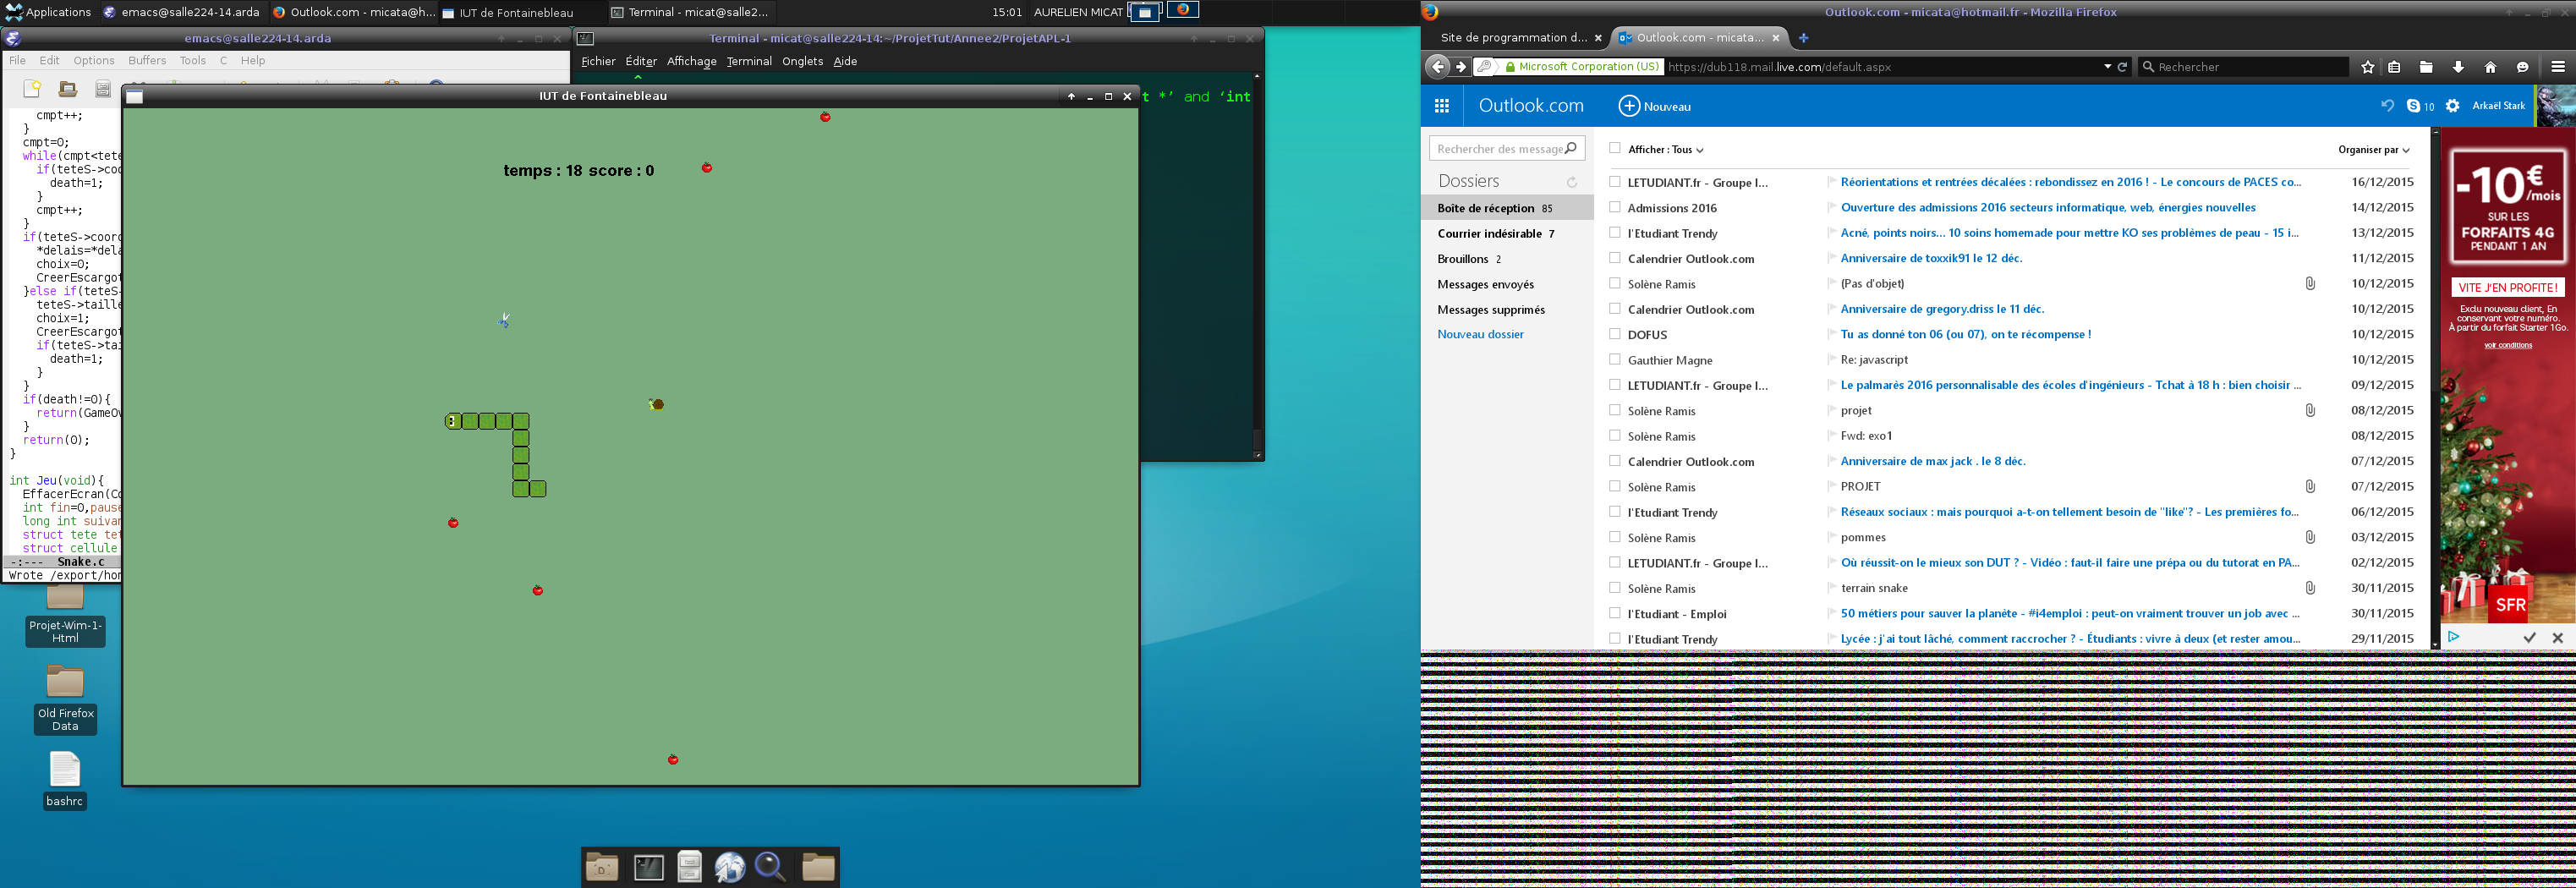 Applications
emacs@salle224-14.arda
Outlook.com - micata@h...
IUT de Fontainebleau
Terminal - micat@salle2...
15:01
AURELIEN MICAT
emacs@salle224-14.arda
File Edit Options Buffers Tools C Help
cmpt++;
}
cmpt=0;
while(cmpt<tete
if(teteS->coo
death=1;
}
cmpt++;
}
if(teteS->coord
*delais=*dela
choix=0;
CreerEscargot
}else if(teteS-
teteS->taille
choix=1;
CreerEscargot
if(teteS->tai
death=1;
}
}
if(death!=0){
return(GameOv
}
return(0);
}
int Jeu(void){
EffacerEcran(Co
int fin=0,pause
long int suivan
struct tete tet
struct cellule
-:--- Snake.c
Wrote /export/hom
Terminal - micat@salle224-14:~/ProjetTut/Annee2/ProjetAPL-1
Fichier Éditer Affichage Terminal Onglets Aide
^
t *’ and ‘int
IUT de Fontainebleau
temps : 18 score : 0
Projet-Wim-1-
Html
Old Firefox
Data
bashrc
Outlook.com - micata@hotmail.fr - Mozilla Firefox
Site de programmation d...
Outlook.com - micata...
Microsoft Corporation (US)
https://dub118.mail.live.com/default.aspx
Rechercher
Outlook.com
Nouveau
10
Arkaël Stark
Rechercher des message
Afficher : Tous
Organiser par
Dossiers
Boîte de réception 85
Courrier indésirable 7
Brouillons 2
Messages envoyés
Messages supprimés
Nouveau dossier
LETUDIANT.fr - Groupe l... Réorientations et rentrées décalées : rebondissez en 2016 ! - Le concours de PACES co... 16/12/2015
Admissions 2016 Ouverture des admissions 2016 secteurs informatique, web, énergies nouvelles 14/12/2015
l'Etudiant Trendy Acné, points noirs... 10 soins homemade pour mettre KO ses problèmes de peau - 15 i... 13/12/2015
Calendrier Outlook.com Anniversaire de toxxik91 le 12 déc. 11/12/2015
Solène Ramis (Pas d'objet) 10/12/2015
Calendrier Outlook.com Anniversaire de gregory.driss le 11 déc. 10/12/2015
DOFUS Tu as donné ton 06 (ou 07), on te récompense ! 10/12/2015
Gauthier Magne Re: javascript 10/12/2015
LETUDIANT.fr - Groupe l... Le palmarès 2016 personnalisable des écoles d'ingénieurs - Tchat à 18 h : bien choisir ... 09/12/2015
Solène Ramis projet 08/12/2015
Solène Ramis Fwd: exo1 08/12/2015
Calendrier Outlook.com Anniversaire de max jack . le 8 déc. 07/12/2015
Solène Ramis PROJET 07/12/2015
l'Etudiant Trendy Réseaux sociaux : mais pourquoi a-t-on tellement besoin de "like"? - Les premières fo... 06/12/2015
Solène Ramis pommes 03/12/2015
LETUDIANT.fr - Groupe l... Où réussit-on le mieux son DUT ? - Vidéo : faut-il faire une prépa ou du tutorat en PA... 02/12/2015
Solène Ramis terrain snake 30/11/2015
l'Etudiant - Emploi 50 métiers pour sauver la planète - #i4emploi : peut-on vraiment trouver un job avec ... 30/11/2015
l'Etudiant Trendy Lycée : j'ai tout lâché, comment raccrocher ? - Étudiants : vivre à deux (et rester amou... 29/11/2015
-10€
/mois
SUR LES
FORFAITS 4G
PENDANT 1 AN
VITE J'EN PROFITE !
Exclu nouveau client, En
conservant votre numéro.
À partir du forfait Starter 1Go.
voir conditions
SFR